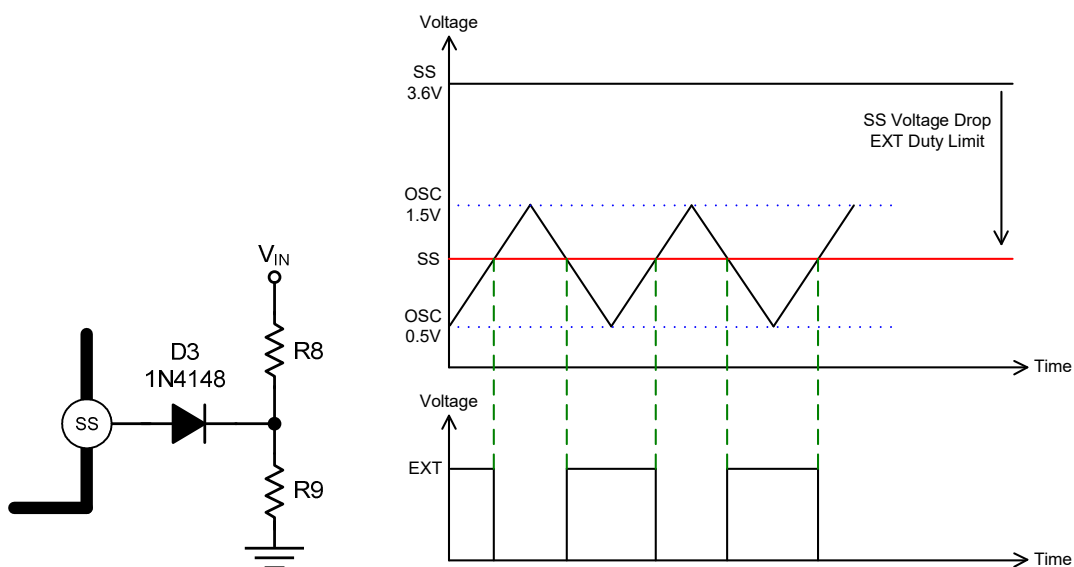 Voltage
SS
3.6V
SS Voltage Drop
EXT Duty Limit
OSC
1.5V
SS
OSC
0.5V
Time
VIN
R8
D3
1N4148
SS
R9
Voltage
EXT
Time